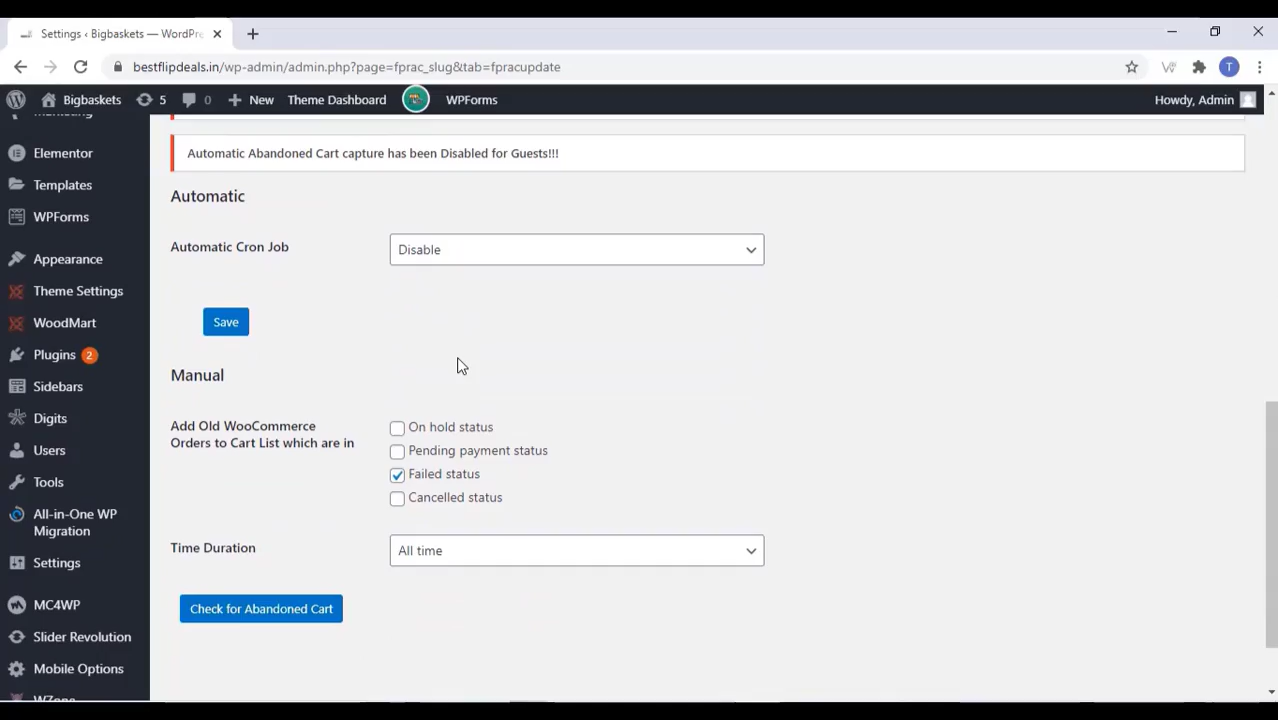 Settings ‹ Bigbaskets — WordPr
bestflipdeals.in/wp-admin/admin.php?page=fprac_slug&tab=fpracupdate
T
Bigbaskets
5
0
New
Theme Dashboard
WPForms
Howdy, Admin
Marketing
Elementor
Templates
WPForms
Appearance
Theme Settings
WoodMart
Plugins 2
Sidebars
Digits
Users
Tools
All-in-One WP
Migration
Settings
MC4WP
Slider Revolution
Mobile Options
WZone
Automatic Abandoned Cart capture has been Disabled for Guests!!!
Automatic
Automatic Cron Job
Disable
Save
Manual
Add Old WooCommerce
Orders to Cart List which are in
On hold status
Pending payment status
Failed status
Cancelled status
Time Duration
All time
Check for Abandoned Cart